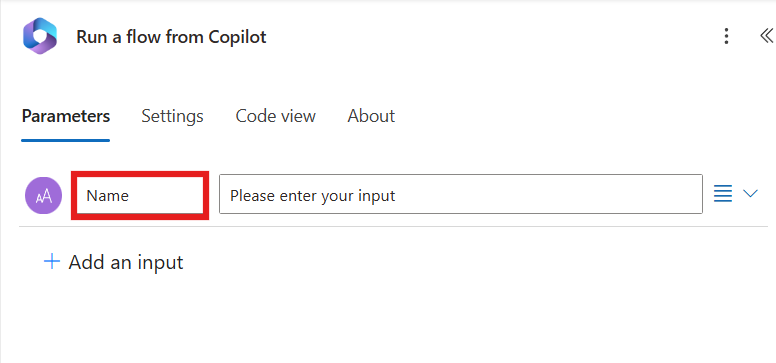 Run a flow from Copilot
Parameters Settings Code view About
AA Name Please enter your input
+ Add an input